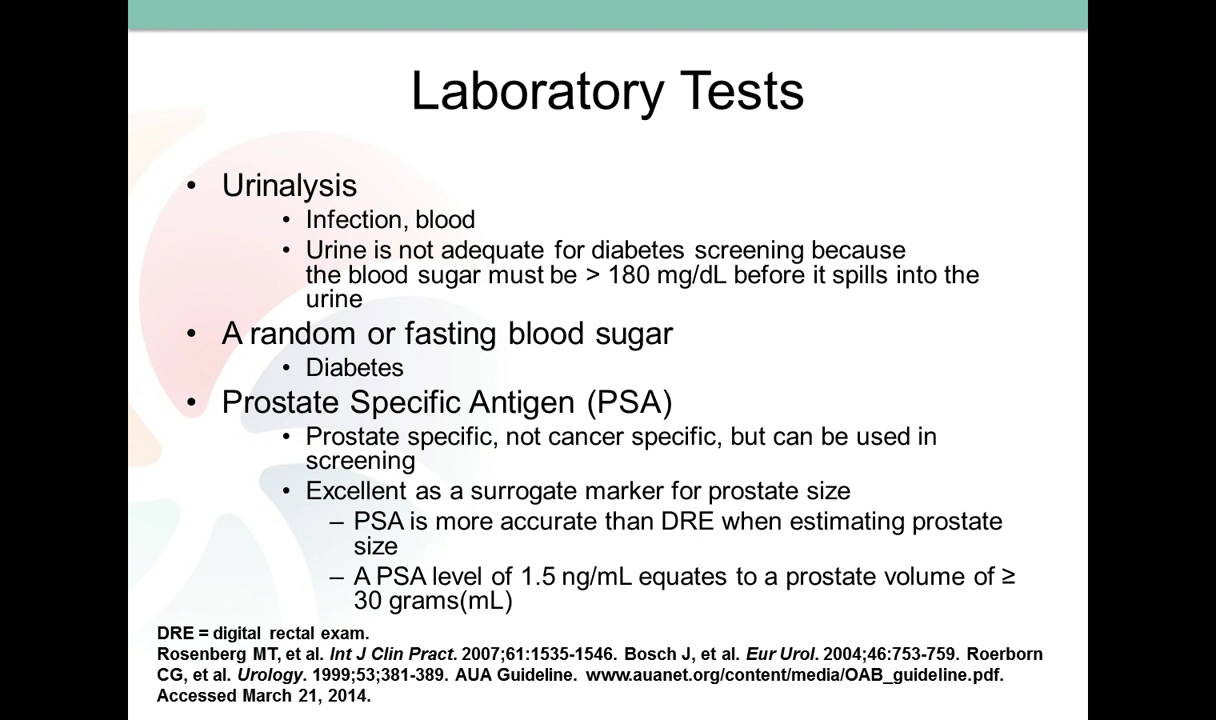 Laboratory Tests
• Urinalysis
• Infection, blood
• Urine is not adequate for diabetes screening because
the blood sugar must be > 180 mg/dL before it spills into the
urine
• A random or fasting blood sugar
• Diabetes
• Prostate Specific Antigen (PSA)
• Prostate specific, not cancer specific, but can be used in
screening
• Excellent as a surrogate marker for prostate size
– PSA is more accurate than DRE when estimating prostate
size
– A PSA level of 1.5 ng/mL equates to a prostate volume of ≥
30 grams(mL)
DRE = digital rectal exam.
Rosenberg MT, et al. Int J Clin Pract. 2007;61:1535-1546. Bosch J, et al. Eur Urol. 2004;46:753-759. Roerborn
CG, et al. Urology. 1999;53;381-389. AUA Guideline. www.auanet.org/content/media/OAB_guideline.pdf.
Accessed March 21, 2014.